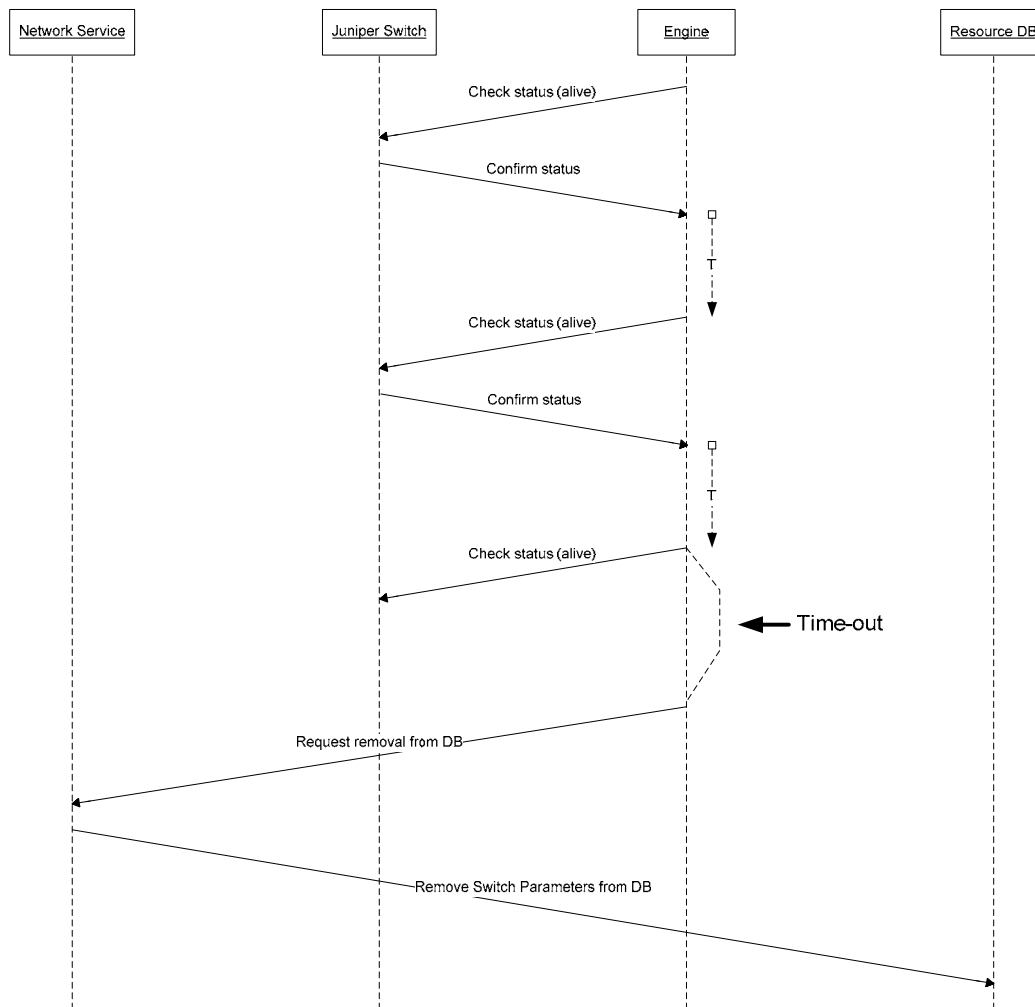 Network Service
Juniper Switch
Engine
Resource DB
Check status (alive)
Confirm status
T
Check status (alive)
Confirm status
T
Check status (alive)
Time-out
Request removal from DB
Remove Switch Parameters from DB